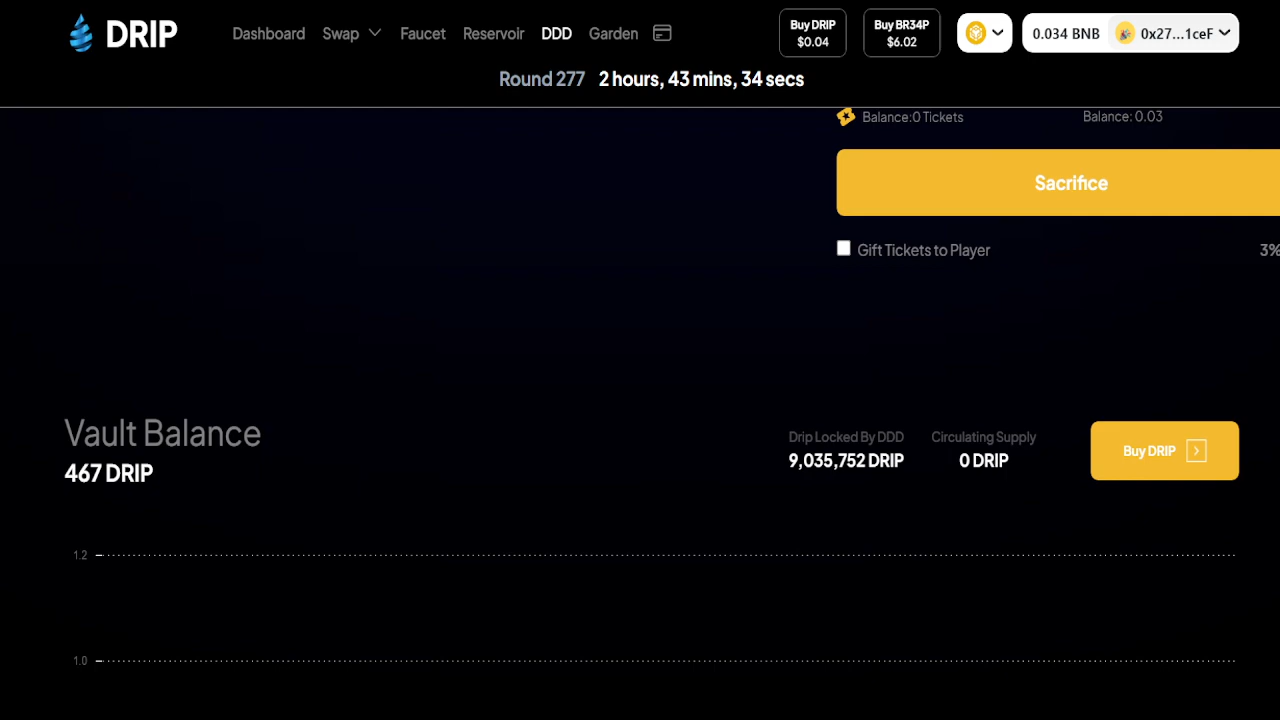 DRIP
Dashboard Swap Faucet Reservoir DDD Garden
Buy DRIP
$0.04
Buy BR34P
$6.02
0.034 BNB 0x27...1ceF
Round 277 2 hours, 43 mins, 34 secs
Balance:0 Tickets
Balance: 0.03
Sacrifice
Gift Tickets to Player
3%
Vault Balance
467 DRIP
Drip Locked By DDD
9,035,752 DRIP
Circulating Supply
0 DRIP
Buy DRIP
1.2
1.0